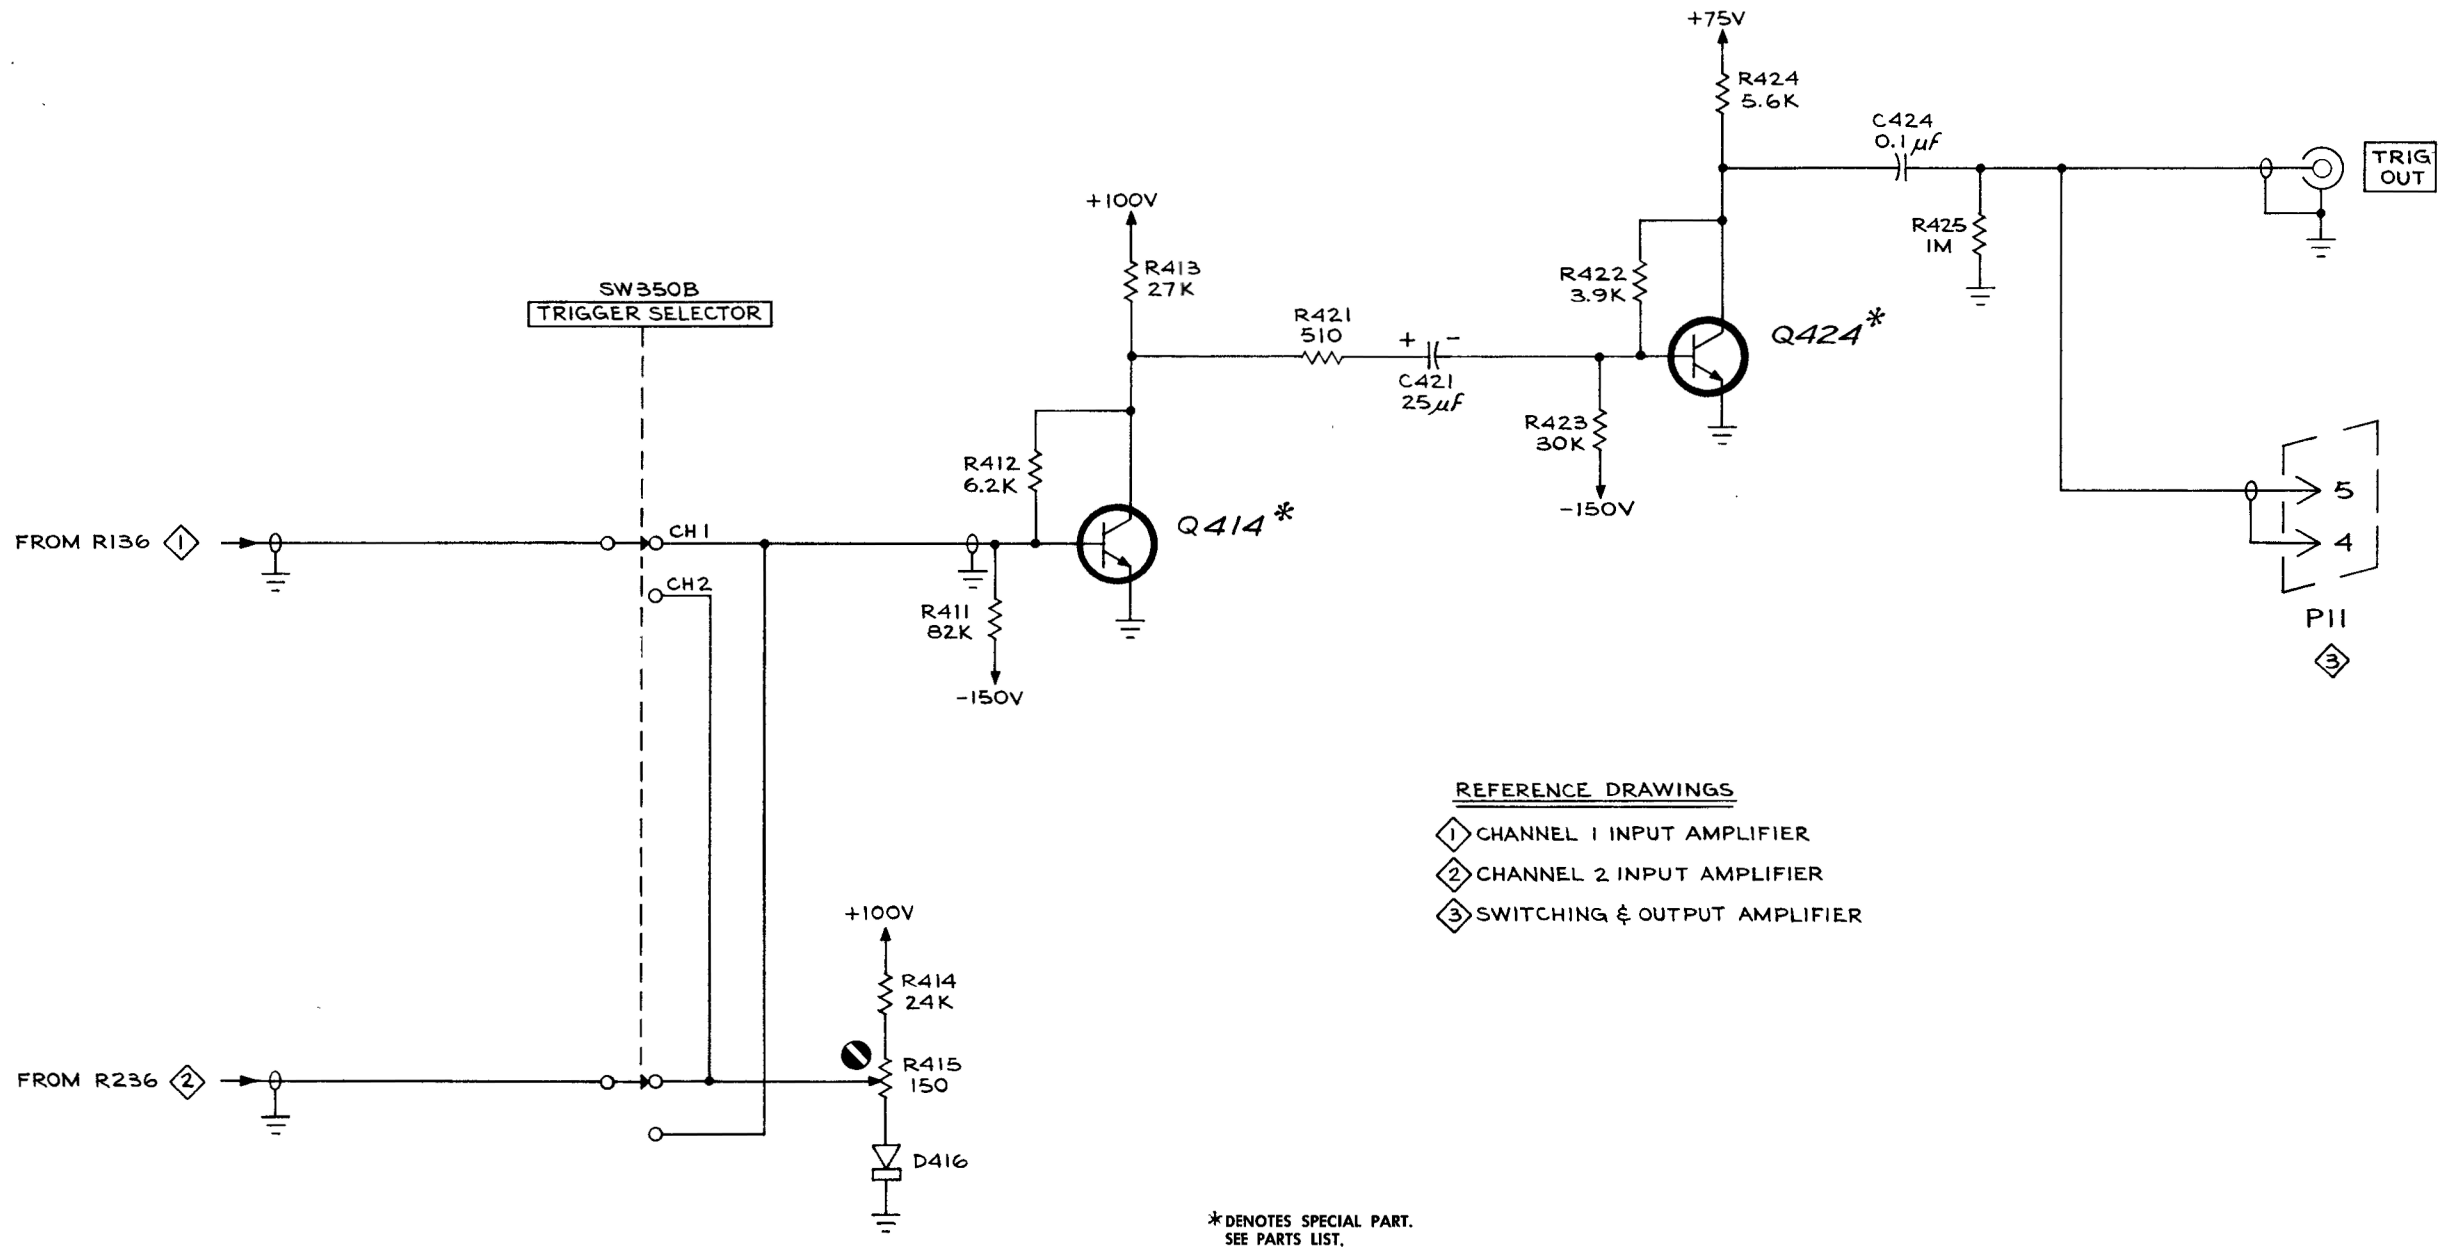 +75V
R424
5.6K
C424
0.1 µf
TRIG
OUT
+100V
R425
1M
R413
27K
R422
3.9K
SW350B
TRIGGER SELECTOR
R421
510
+ -
C421
25µf
Q424*
R423
30K
R412
6.2K
-150V
5
4
Q414*
FROM R136 1
CH1
CH2
R411
82K
P11
3
-150V
REFERENCE DRAWINGS
1 CHANNEL 1 INPUT AMPLIFIER
2 CHANNEL 2 INPUT AMPLIFIER
3 SWITCHING & OUTPUT AMPLIFIER
+100V
R414
24K
FROM R236 2
R415
150
D416
*DENOTES SPECIAL PART.
SEE PARTS LIST.